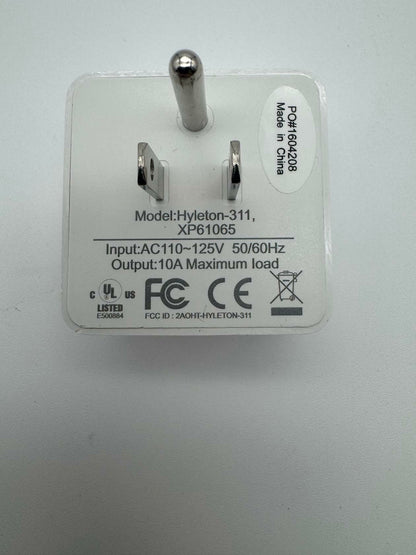 PO#1604208
Made in China
Model:Hyleton-311,
XP61065
Input:AC110~125V 50/60Hz
Output:10A Maximum load
C UL US
LISTED
E500884
FC CE
FCC ID : 2AOHT-HYLETON-311